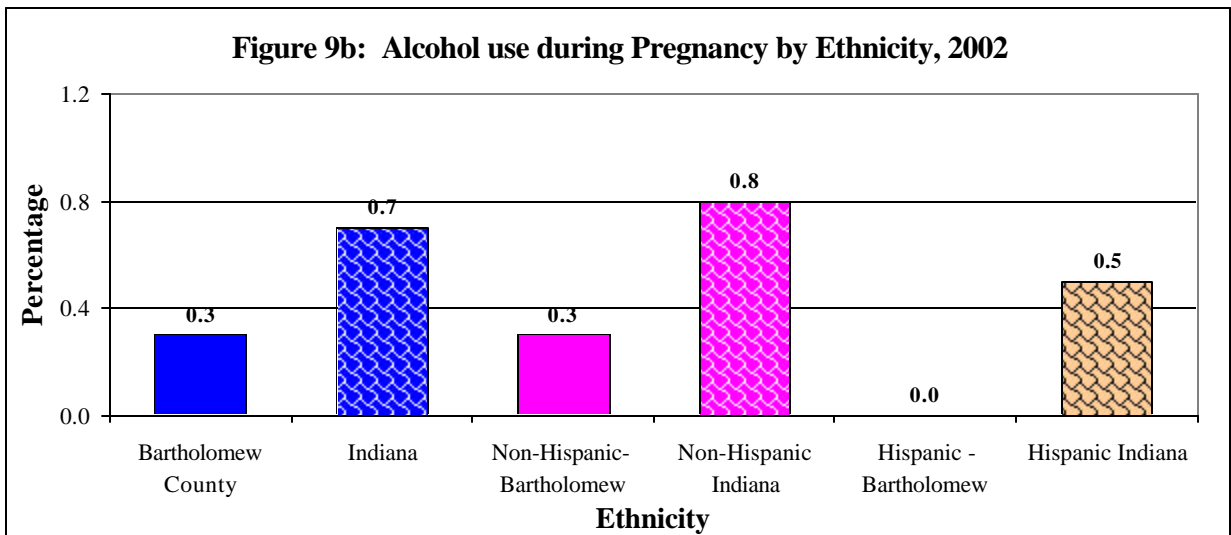 Figure 9b: Alcohol use during Pregnancy by Ethnicity, 2002
Percentage
1.2
0.8
0.4
0.0
0.3
0.7
0.3
0.8
0.0
0.5
Bartholomew
County
Indiana
Non-Hispanic-
Bartholomew
Non-Hispanic
Indiana
Hispanic -
Bartholomew
Hispanic Indiana
Ethnicity